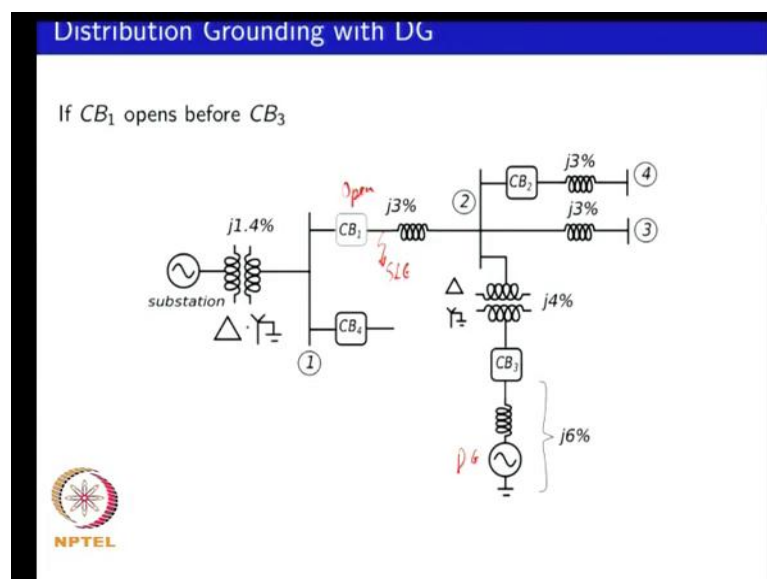 Distribution Grounding with DG
If CB1 opens before CB3
Open
j3%
CB2
j3%
4
2
j3%
j1.4%
CB1
3
SLG
substation
Δ
j4%
CB4
1
CB3
j6%
DG
NPTEL